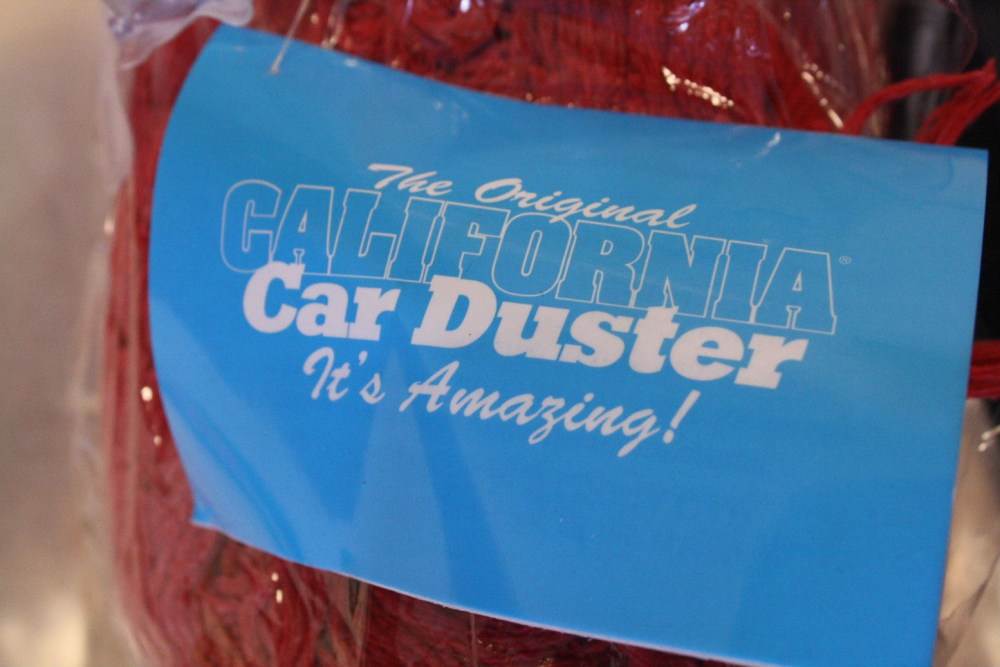 The Original
CALIFORNIA®
Car Duster
It's Amazing!